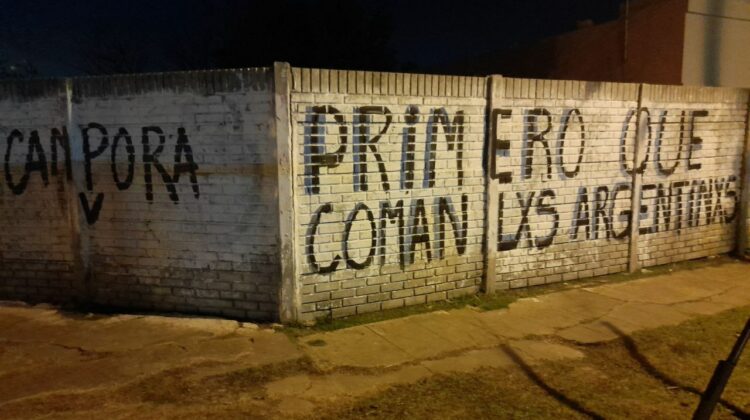 CAMPORA
PRIMERO QUE
COMAN LXS ARGENTINXS